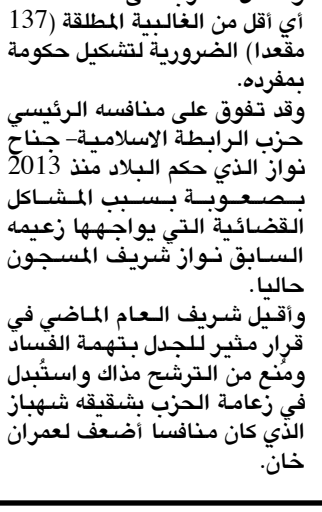 أي أقل من الغالبية المطلقة (137
مقعدا) الضرورية لتشكيل حكومة
بمفرده.
وقد تفوق على منافسه الرئيسي
حزب الرابطة الاسلامية- جناح
نواز الذي حكم البلاد منذ 2013
بصعوبة بسبب المشاكل
القضائية التي يواجهها زعيمه
السابق نواز شريف المسجون
حاليا.
وأقيل شريف العام الماضي في
قرار مثير للجدل بتهمة الفساد
ومُنع من الترشح مذاك واستُبدل
في زعامة الحزب بشقيقه شهباز
الذي كان منافسا أضعف لعمران
خان.